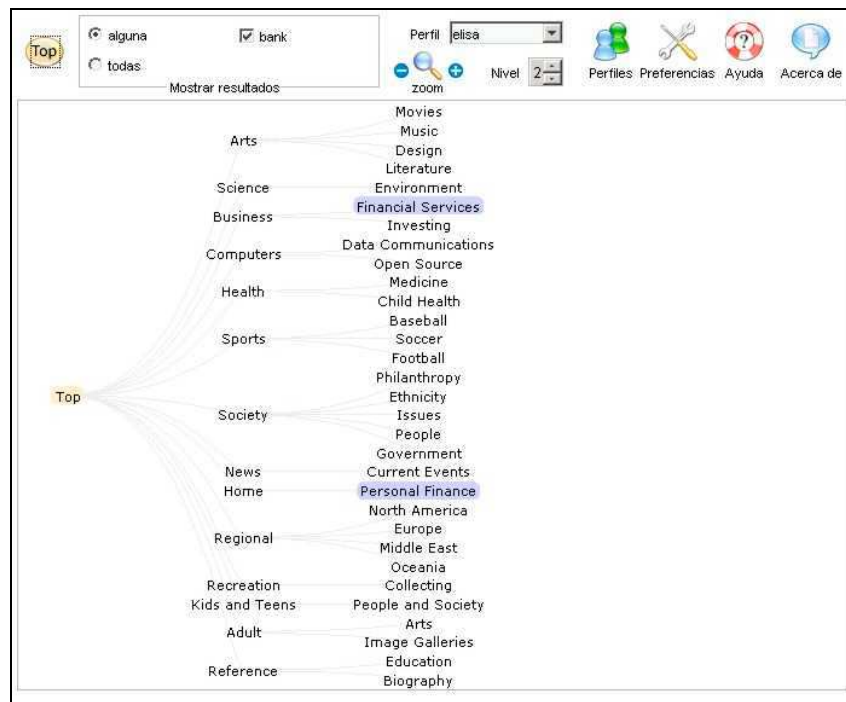 Top
alguna
bank
todas
Mostrar resultados
Perfil elisa
zoom
Nivel 2
Perfiles Preferencias Ayuda Acerca de
Movies
Arts Music
Design
Literature
Science Environment
Financial Services
Business
Investing
Data Communications
Computers
Open Source
Medicine
Health
Child Health
Baseball
Sports Soccer
Football
Philanthropy
Top
Ethnicity
Society Issues
People
Government
News Current Events
Home Personal Finance
North America
Europe
Regional
Middle East
Oceania
Recreation Collecting
Kids and Teens People and Society
Arts
Adult
Image Galleries
Education
Reference
Biography